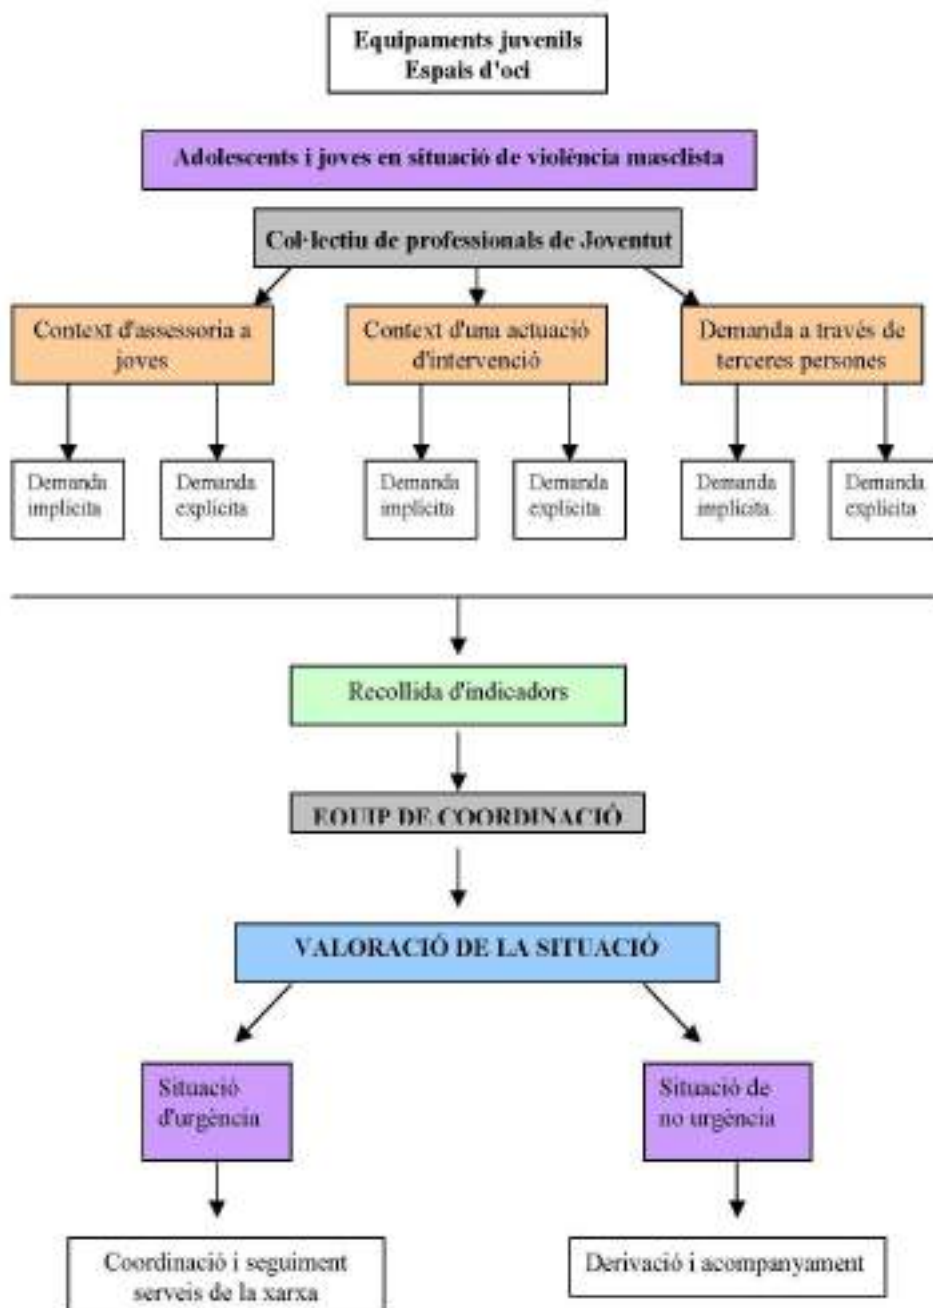 Equipaments juvenils
Espais d'oci
Adolescents i joves en situació de violència masclista
Col·lectiu de professionals de Joventut
Context d'assessoria a
joves
Context d'una actuació
d'intervenció
Demanda a través de
terceres persones
Demanda
implícita
Demanda
explícita
Demanda
implícita
Demanda
explícita
Demanda
implícita.
Demanda
explícita
Recollida d'indicadors
EQUIP DE COORDINACIÓ
VALORACIÓ DE LA SITUACIÓ
Situació
d'urgència
Situació de
no urgència
Coordinació i seguiment
serveis de la xarxa
Derivació i acompanyament